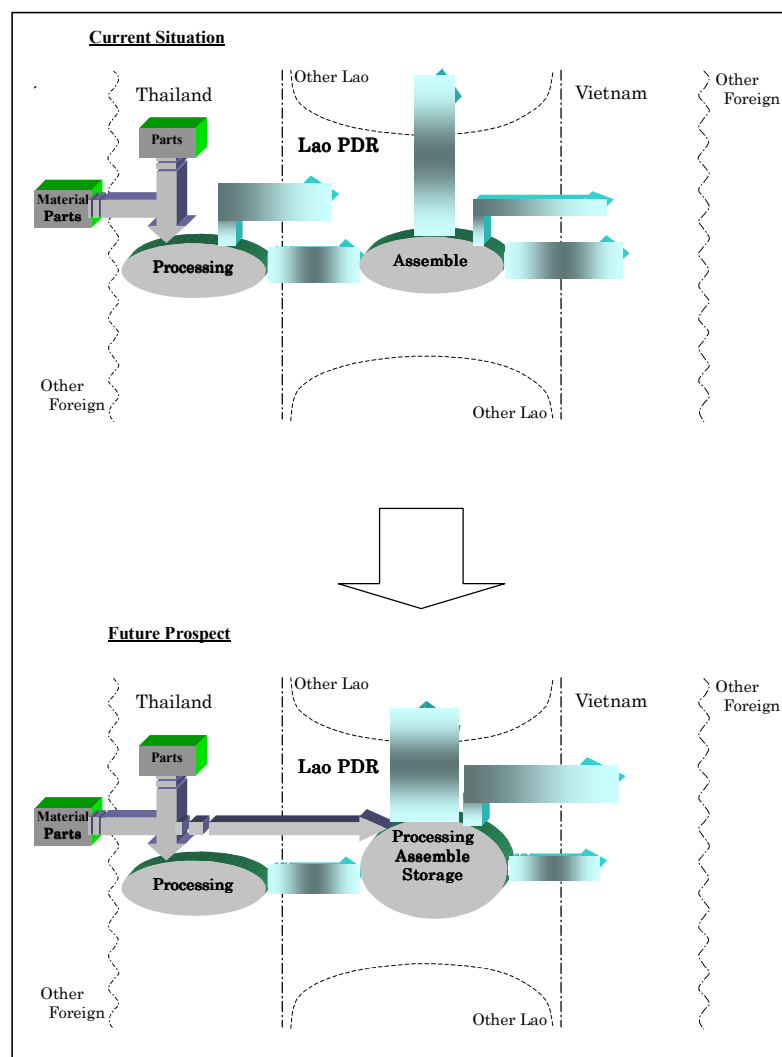 Current Situation
Other Lao
Other
Foreign
Thailand
Vietnam
Parts
Lao PDR
Material
Parts
Processing
Assemble
Other
Foreign
Other Lao
Future Prospect
Other Lao
Other
Foreign
Thailand
Vietnam
Parts
Lao PDR
Material
Parts
Processing
Assemble
Storage
Processing
Other
Foreign
Other Lao